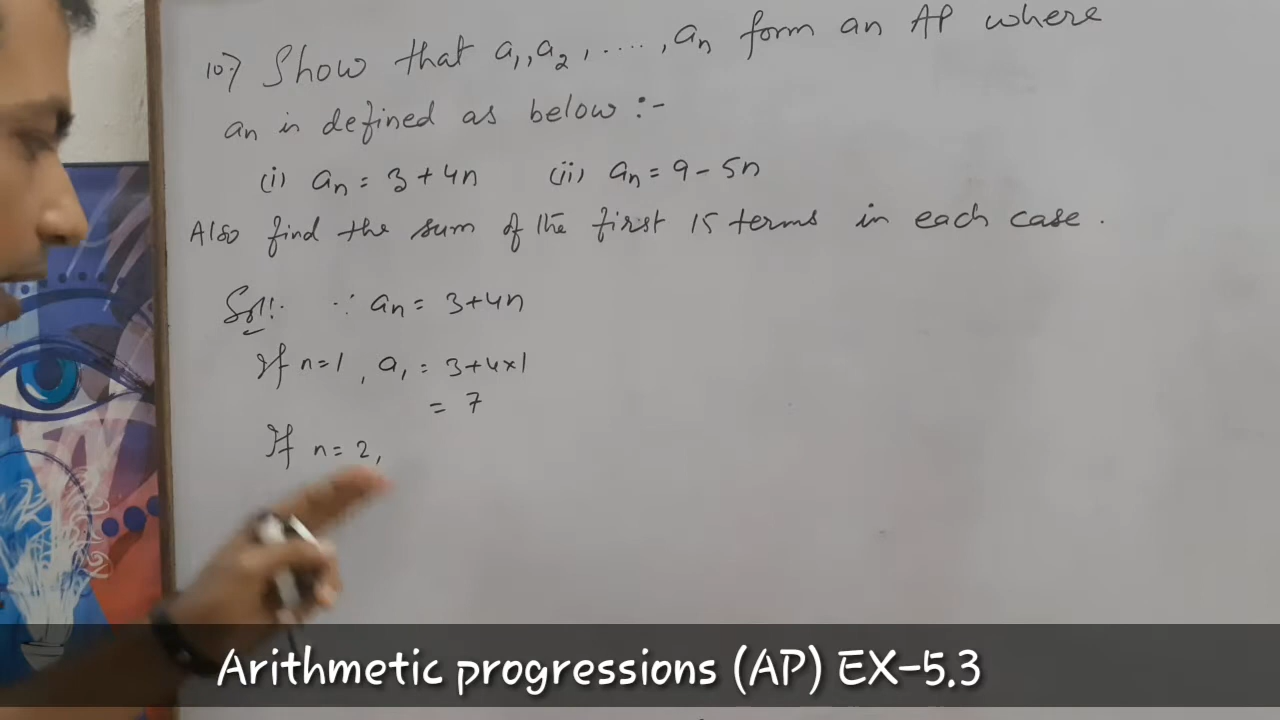 10) Show that a₁, a₂, ....., aₙ form an AP where
aₙ is defined as below :-
(i) aₙ = 3 + 4n (ii) aₙ = 9 - 5n
Also find the sum of the first 15 terms in each case.
Solⁿ:- ∵ aₙ = 3+4n
If n=1, a₁ = 3+4×1
= 7
If n= 2,
Arithmetic progressions (AP) EX-5.3